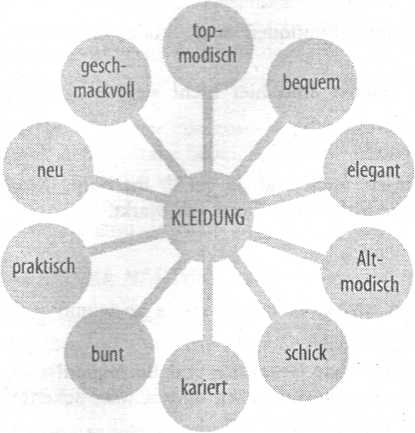 top-
modisch
gesch-
mackvoll
bequem
neu
elegant
KLEIDUNG
praktisch
Alt-
modisch
bunt
schick
kariert